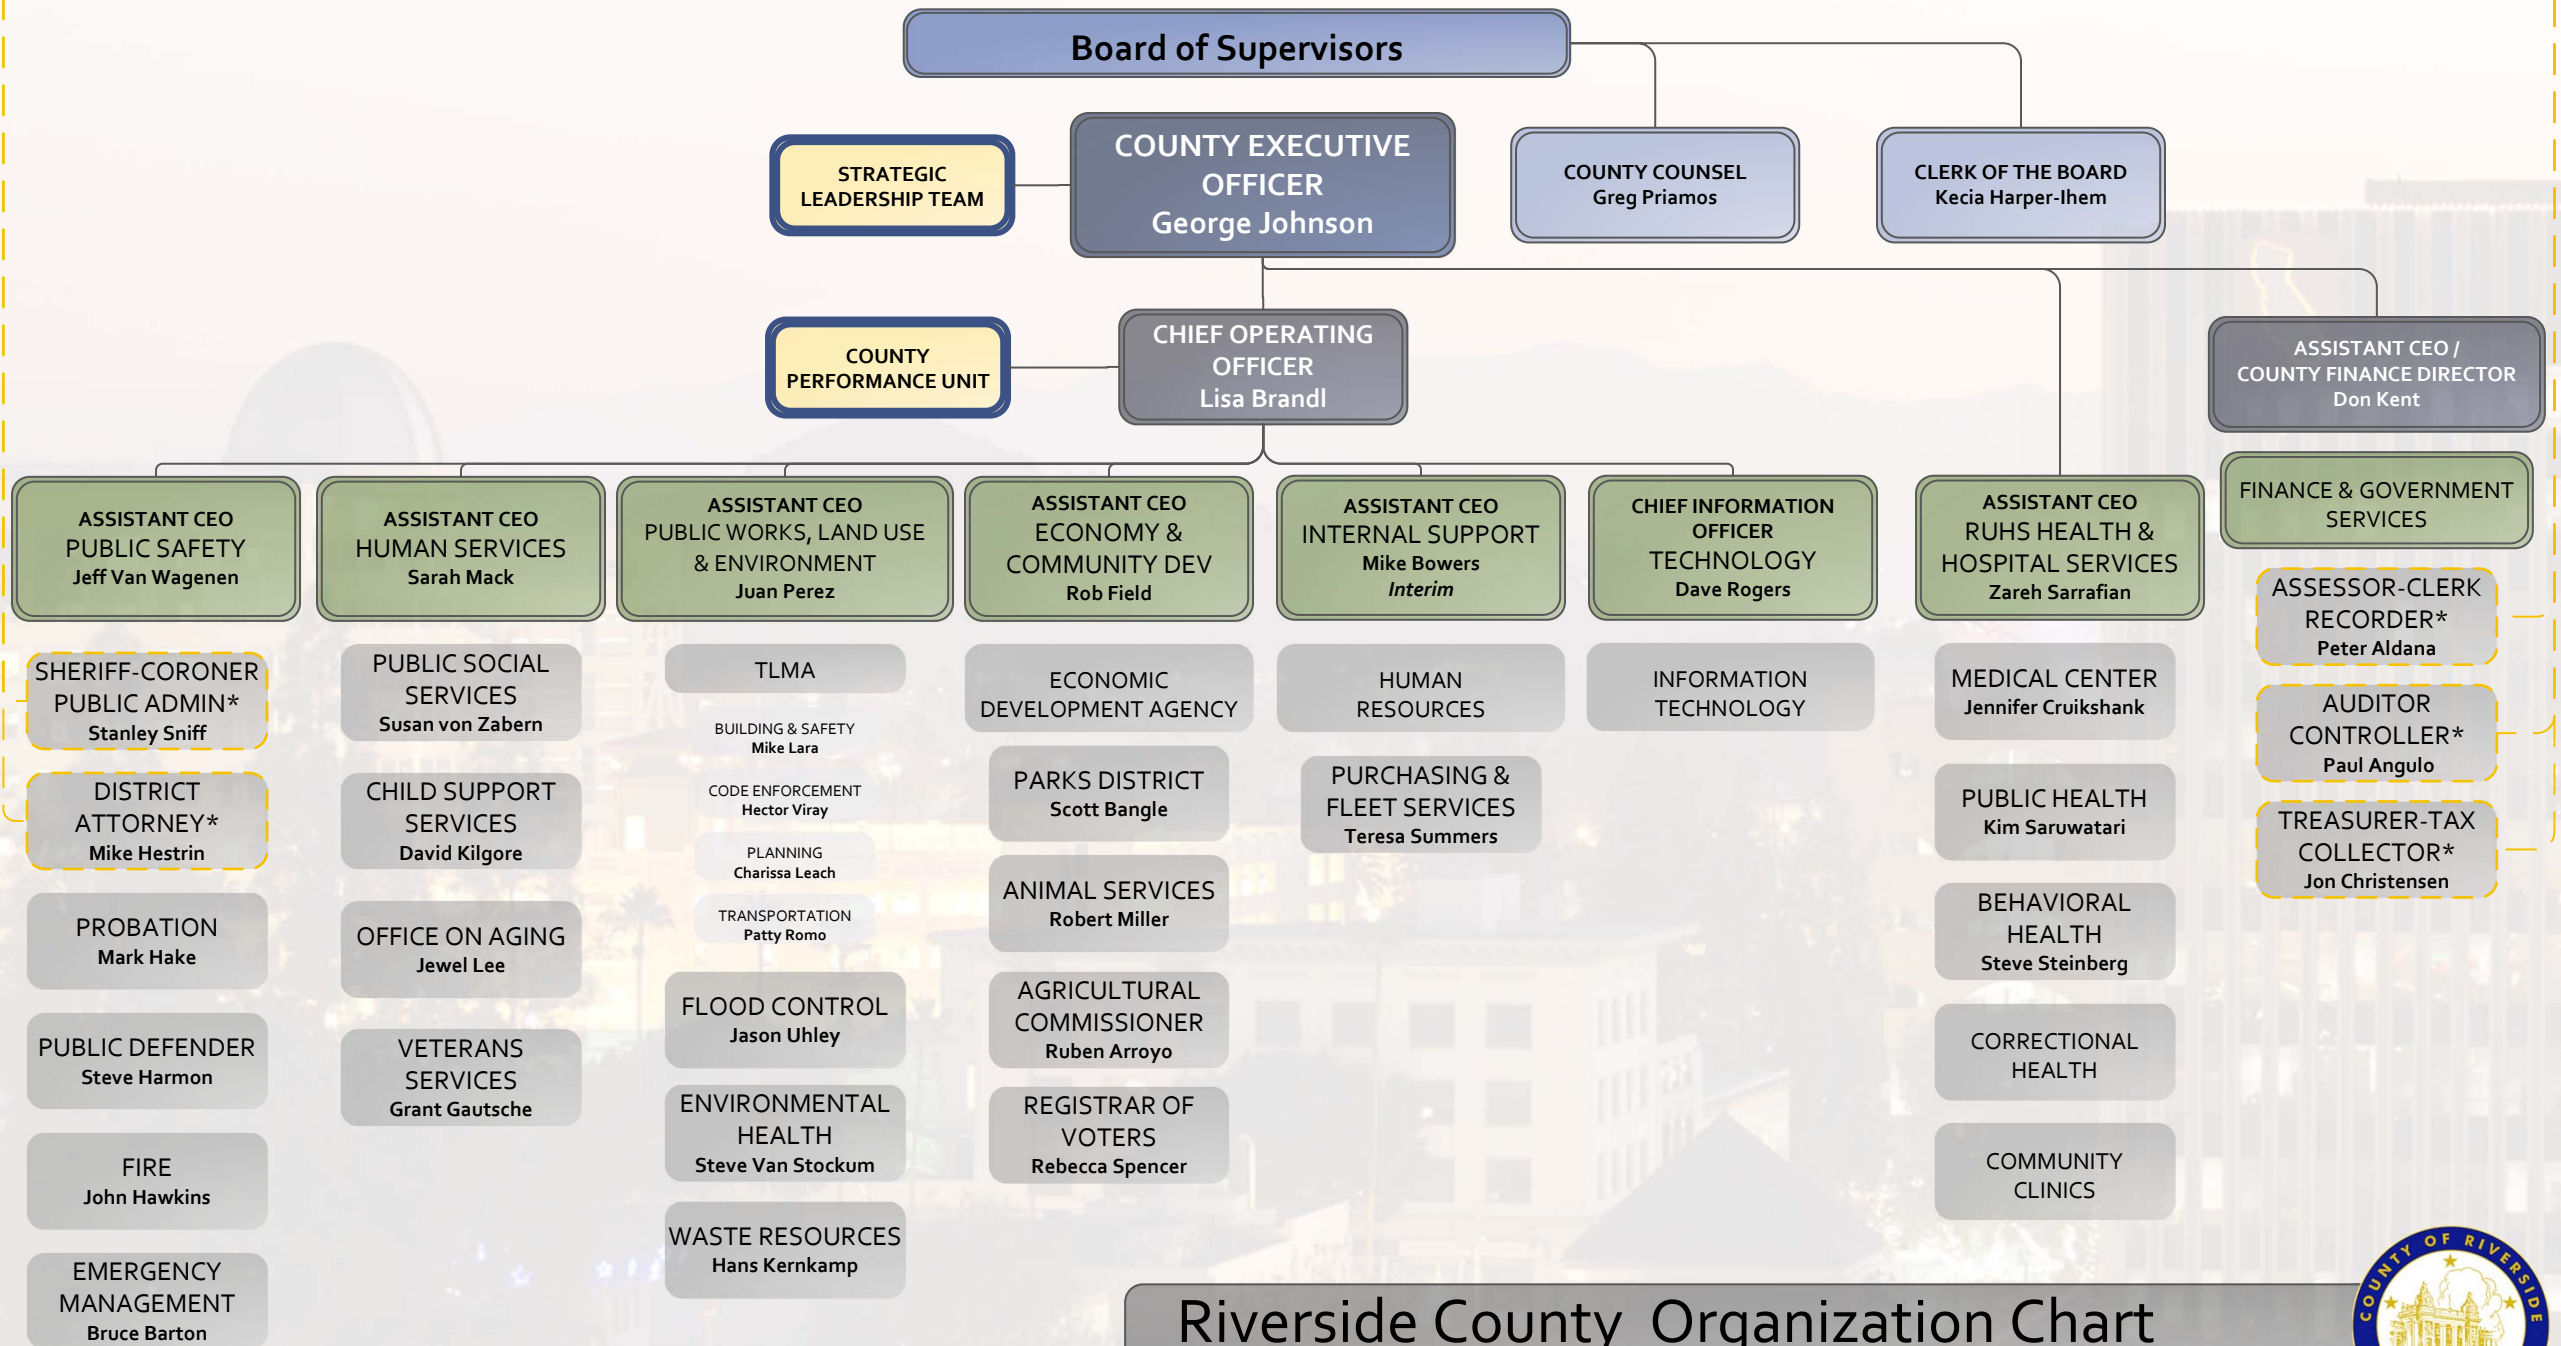 Board of Supervisors
STRATEGIC
LEADERSHIP TEAM
COUNTY EXECUTIVE
OFFICER
George Johnson
COUNTY COUNSEL
Greg Priamos
CLERK OF THE BOARD
Kecia Harper-Ihem
COUNTY
PERFORMANCE UNIT
CHIEF OPERATING
OFFICER
Lisa Brandl
ASSISTANT CEO /
COUNTY FINANCE DIRECTOR
Don Kent
ASSISTANT CEO
PUBLIC SAFETY
Jeff Van Wagenen
ASSISTANT CEO
HUMAN SERVICES
Sarah Mack
ASSISTANT CEO
PUBLIC WORKS, LAND USE
& ENVIRONMENT
Juan Perez
ASSISTANT CEO
ECONOMY &
COMMUNITY DEV
Rob Field
ASSISTANT CEO
INTERNAL SUPPORT
Mike Bowers
Interim
CHIEF INFORMATION
OFFICER
TECHNOLOGY
Dave Rogers
ASSISTANT CEO
RUHS HEALTH &
HOSPITAL SERVICES
Zareh Sarrafian
FINANCE & GOVERNMENT
SERVICES
SHERIFF-CORONER
PUBLIC ADMIN*
Stanley Sniff
DISTRICT
ATTORNEY*
Mike Hestrin
PROBATION
Mark Hake
PUBLIC DEFENDER
Steve Harmon
FIRE
John Hawkins
EMERGENCY
MANAGEMENT
Bruce Barton
PUBLIC SOCIAL
SERVICES
Susan von Zabern
CHILD SUPPORT
SERVICES
David Kilgore
OFFICE ON AGING
Jewel Lee
VETERANS
SERVICES
Grant Gautsche
TLMA
BUILDING & SAFETY
Mike Lara
CODE ENFORCEMENT
Hector Viray
PLANNING
Charissa Leach
TRANSPORTATION
Patty Romo
FLOOD CONTROL
Jason Uhley
ENVIRONMENTAL
HEALTH
Steve Van Stockum
WASTE RESOURCES
Hans Kernkamp
ECONOMIC
DEVELOPMENT AGENCY
PARKS DISTRICT
Scott Bangle
ANIMAL SERVICES
Robert Miller
AGRICULTURAL
COMMISSIONER
Ruben Arroyo
REGISTRAR OF
VOTERS
Rebecca Spencer
HUMAN
RESOURCES
PURCHASING &
FLEET SERVICES
Teresa Summers
INFORMATION
TECHNOLOGY
MEDICAL CENTER
Jennifer Cruikshank
PUBLIC HEALTH
Kim Saruwatari
BEHAVIORAL
HEALTH
Steve Steinberg
CORRECTIONAL
HEALTH
COMMUNITY
CLINICS
ASSESSOR-CLERK
RECORDER*
Peter Aldana
AUDITOR
CONTROLLER*
Paul Angulo
TREASURER-TAX
COLLECTOR*
Jon Christensen
Riverside County Organization Chart
COUNTY OF RIVERSIDE